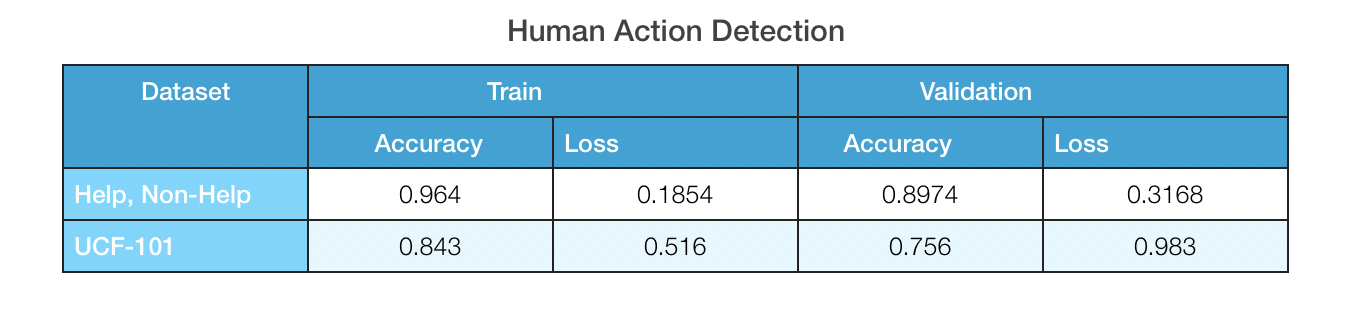 Human Action Detection
Dataset Train Validation
Accuracy Loss Accuracy Loss
Help, Non-Help 0.964 0.1854 0.8974 0.3168
UCF-101 0.843 0.516 0.756 0.983